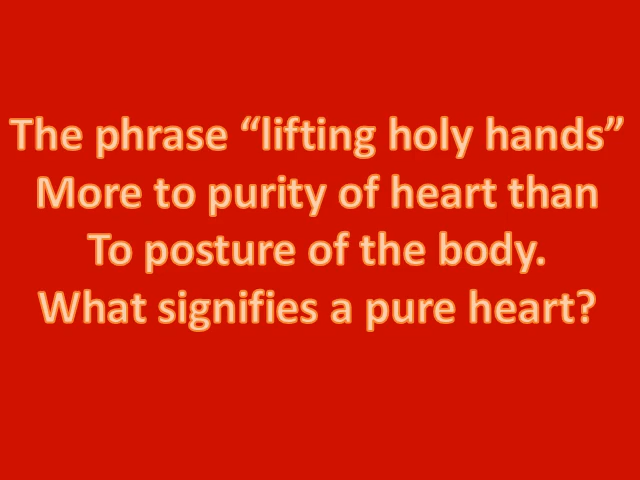 The phrase “lifting holy hands”
More to purity of heart than
To posture of the body.
What signifies a pure heart?